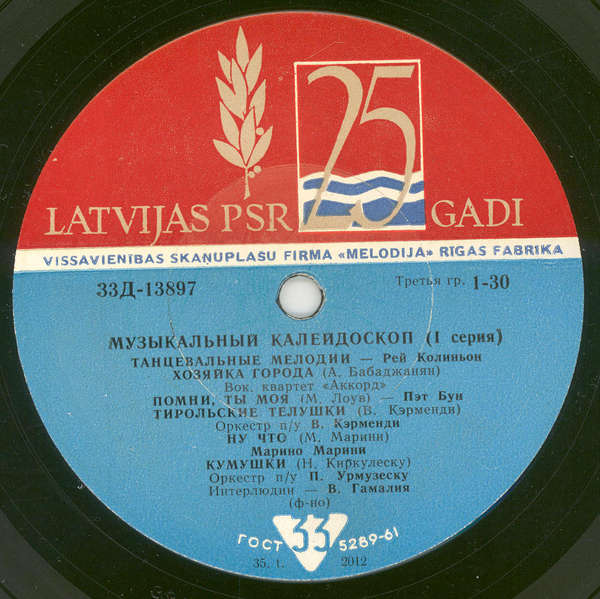 25
LATVIJAS PSR GADI
VISSAVIENĪBAS SKAŅUPLAŠU FIRMA «MELODIJA» RĪGAS FABRIKA
33Д-13897 Третья гр. 1-30
МУЗЫКАЛЬНЫЙ КАЛЕЙДОСКОП (I серия)
ТАНЦЕВАЛЬНЫЕ МЕЛОДИИ — Рей Колиньон
ХОЗЯЙКА ГОРОДА (А. Бабаджанян)
Вок. квартет «Аккорд»
ПОМНИ, ТЫ МОЯ (М. Лоув) — Пэт Бун
ТИРОЛЬСКИЕ ТЕЛУШКИ (В. Кэрменди)
Оркестр п/у В. Кэрменди
НУ ЧТО (М. Марини)
Марино Марини
КУМУШКИ (Н. Киркулеску)
Оркестр п/у П. Урмузеску
Интерлюдии — В. Гамалия
(ф-но)
ГОСТ 33 5289-61
35. t. 2012